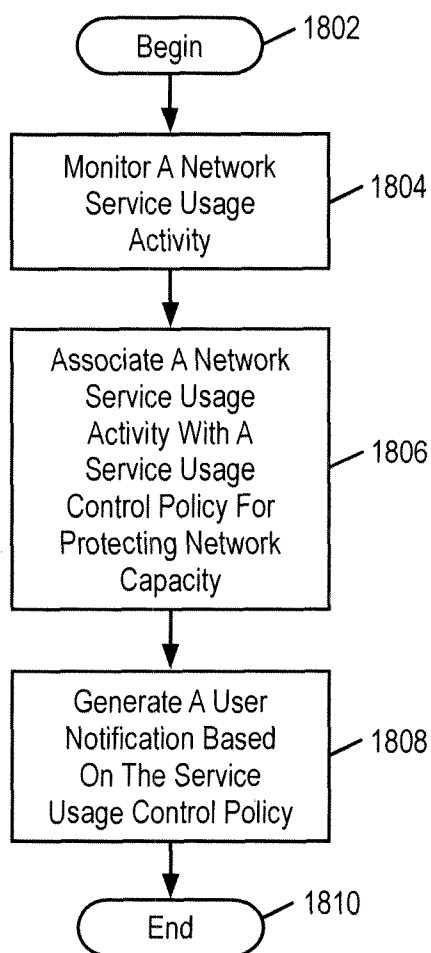 Begin
1802
Monitor A Network
Service Usage
Activity
1804
Associate A Network
Service Usage
Activity With A
Service Usage
Control Policy For
Protecting Network
Capacity
1806
Generate A User
Notification Based
On The Service
Usage Control Policy
1808
End
1810